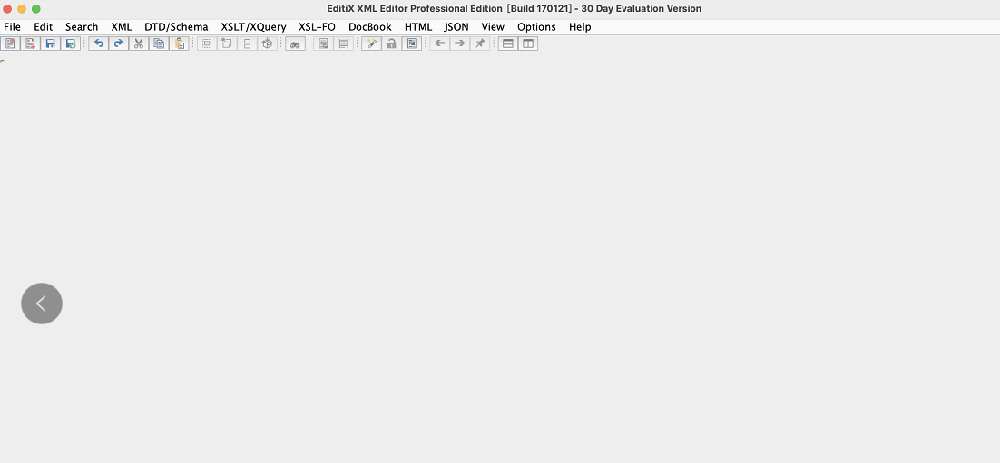 EditiX XML Editor Professional Edition [Build 170121] - 30 Day Evaluation Version
File Edit Search XML DTD/Schema XSLT/XQuery XSL-FO DocBook HTML JSON View Options Help